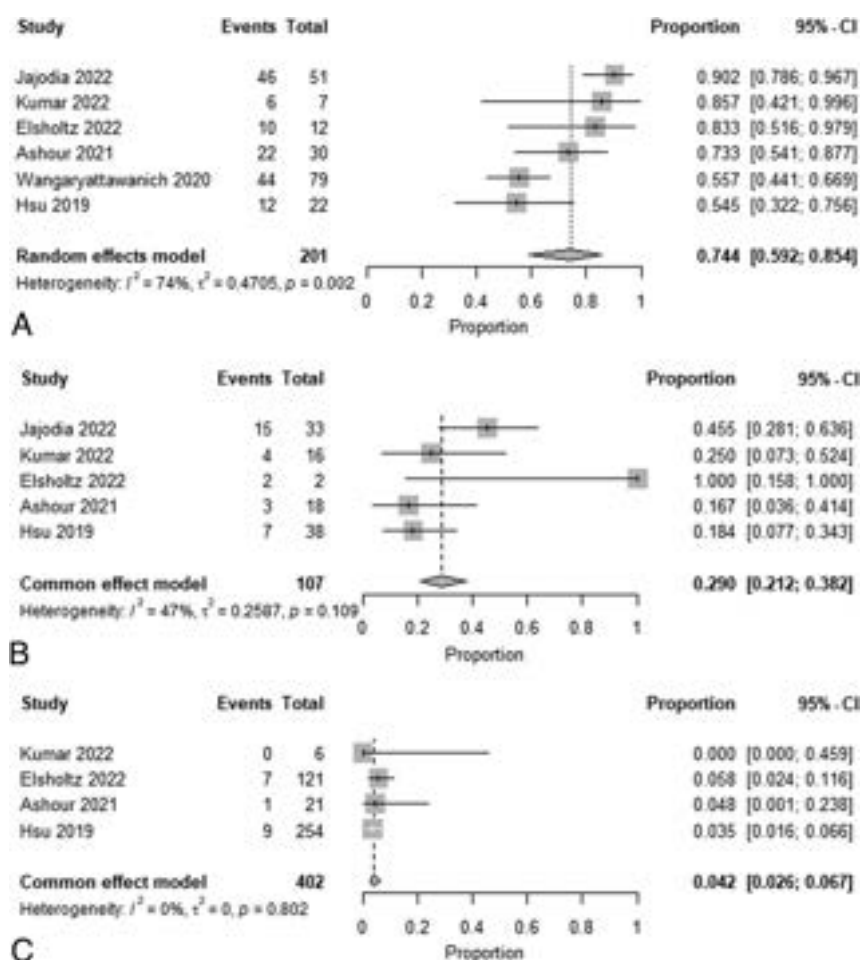 Study Events Total Proportion 95% - CI
Jajodia 2022 46 51 0.902 [0.786; 0.967]
Kumar 2022 6 7 0.857 [0.421; 0.996]
Elsholtz 2022 10 12 0.833 [0.516; 0.979]
Ashour 2021 22 30 0.733 [0.541; 0.877]
Wangaryattawanich 2020 44 79 0.557 [0.441; 0.669]
Hsu 2019 12 22 0.545 [0.322; 0.756]
Random effects model 201 0.744 [0.592; 0.854]
Heterogeneity: I² = 74%, τ² = 0.4705, p = 0.002
0 0.2 0.4 0.6 0.8 1
Proportion
A
Study Events Total Proportion 95% - CI
Jajodia 2022 15 33 0.455 [0.281; 0.636]
Kumar 2022 4 16 0.250 [0.073; 0.524]
Elsholtz 2022 2 2 1.000 [0.158; 1.000]
Ashour 2021 3 18 0.167 [0.036; 0.414]
Hsu 2019 7 38 0.184 [0.077; 0.343]
Common effect model 107 0.290 [0.212; 0.382]
Heterogeneity: I² = 47%, τ² = 0.2587, p = 0.109
0 0.2 0.4 0.6 0.8 1
Proportion
B
Study Events Total Proportion 95% - CI
Kumar 2022 0 6 0.000 [0.000; 0.459]
Elsholtz 2022 7 121 0.058 [0.024; 0.116]
Ashour 2021 1 21 0.048 [0.001; 0.238]
Hsu 2019 9 254 0.035 [0.016; 0.066]
Common effect model 402 0.042 [0.026; 0.067]
Heterogeneity: I² = 0%, τ² = 0, p = 0.802
0 0.2 0.4 0.6 0.8 1
Proportion
C